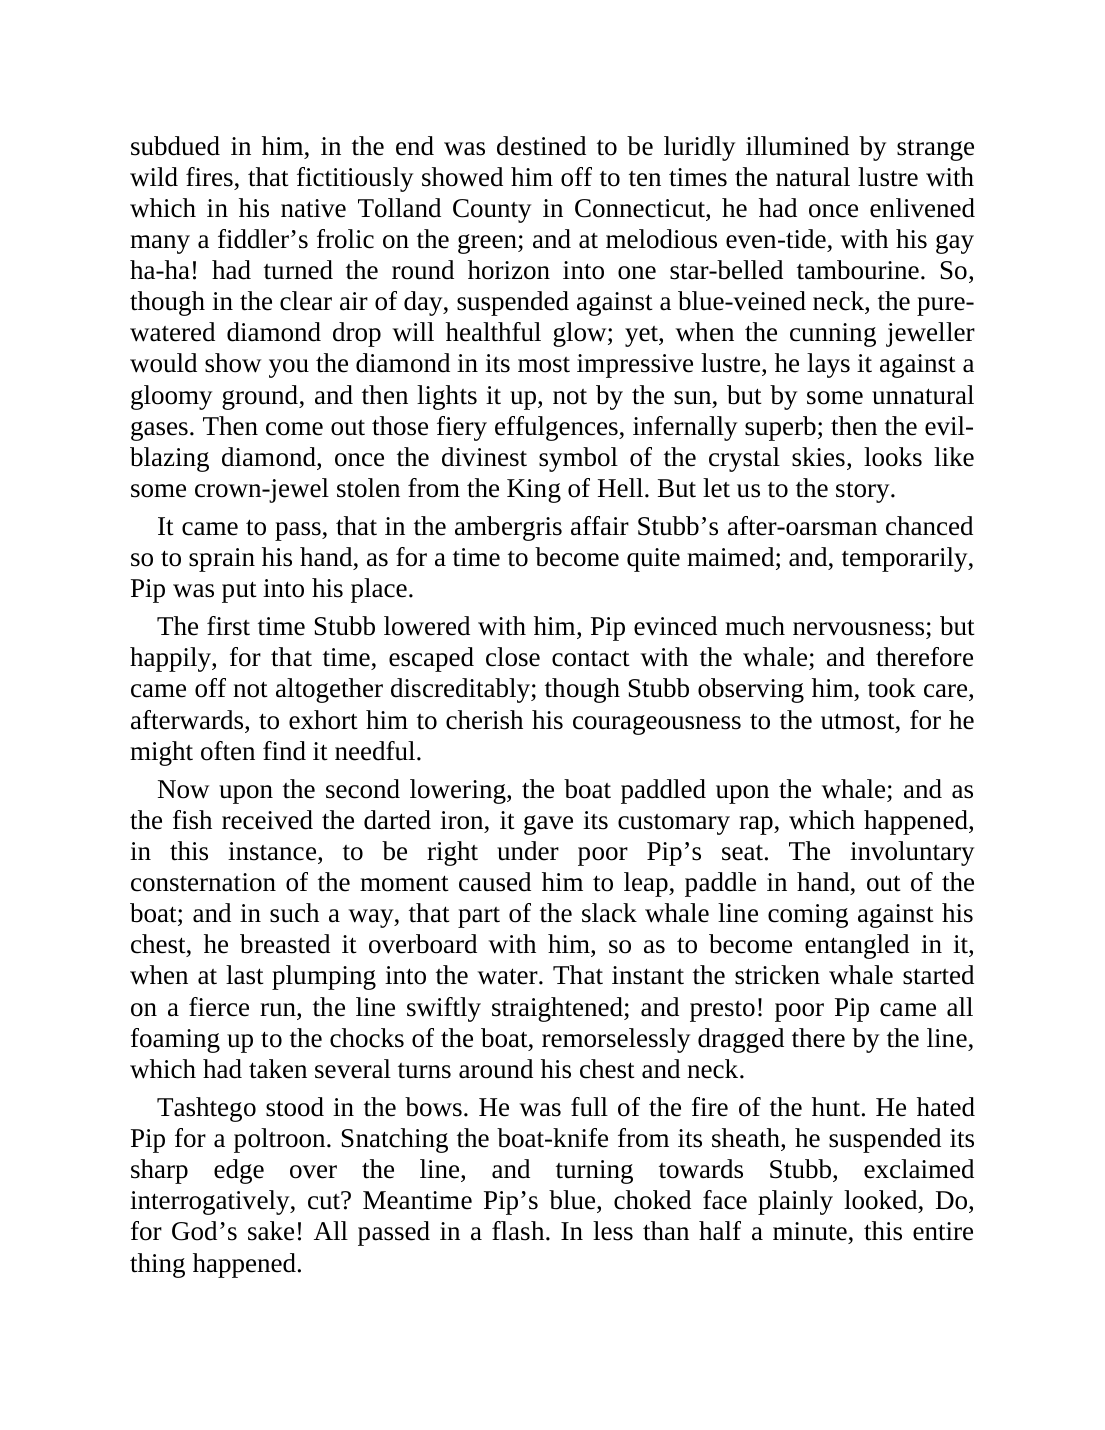 subdued in him, in the end was destined to be luridly illumined by strange
wild fires, that fictitiously showed him off to ten times the natural lustre with
which in his native Tolland County in Connecticut, he had once enlivened
many a fiddler’s frolic on the green; and at melodious even-tide, with his gay
ha-ha! had turned the round horizon into one star-belled tambourine. So,
though in the clear air of day, suspended against a blue-veined neck, the pure-
watered diamond drop will healthful glow; yet, when the cunning jeweller
would show you the diamond in its most impressive lustre, he lays it against a
gloomy ground, and then lights it up, not by the sun, but by some unnatural
gases. Then come out those fiery effulgences, infernally superb; then the evil-
blazing diamond, once the divinest symbol of the crystal skies, looks like
some crown-jewel stolen from the King of Hell. But let us to the story.
It came to pass, that in the ambergris affair Stubb’s after-oarsman chanced
so to sprain his hand, as for a time to become quite maimed; and, temporarily,
Pip was put into his place.
The first time Stubb lowered with him, Pip evinced much nervousness; but
happily, for that time, escaped close contact with the whale; and therefore
came off not altogether discreditably; though Stubb observing him, took care,
afterwards, to exhort him to cherish his courageousness to the utmost, for he
might often find it needful.
Now upon the second lowering, the boat paddled upon the whale; and as
the fish received the darted iron, it gave its customary rap, which happened,
in this instance, to be right under poor Pip’s seat. The involuntary
consternation of the moment caused him to leap, paddle in hand, out of the
boat; and in such a way, that part of the slack whale line coming against his
chest, he breasted it overboard with him, so as to become entangled in it,
when at last plumping into the water. That instant the stricken whale started
on a fierce run, the line swiftly straightened; and presto! poor Pip came all
foaming up to the chocks of the boat, remorselessly dragged there by the line,
which had taken several turns around his chest and neck.
Tashtego stood in the bows. He was full of the fire of the hunt. He hated
Pip for a poltroon. Snatching the boat-knife from its sheath, he suspended its
sharp edge over the line, and turning towards Stubb, exclaimed
interrogatively, cut? Meantime Pip’s blue, choked face plainly looked, Do,
for God’s sake! All passed in a flash. In less than half a minute, this entire
thing happened.